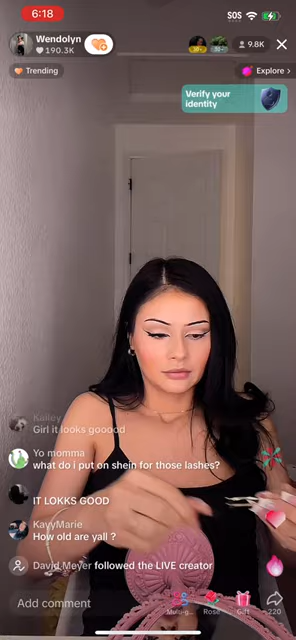 6:18
SOS
Wendolyn
190.3K
9.8K
Trending
Explore >
Verify your
identity
Kailey
Girl it looks gooood
Yo momma
what do i put on shein for those lashes?
IT LOKKS GOOD
KayyMarie
How old are yall ?
David Meyer followed the LIVE creator
Add comment
Multi-g...
Rose
Gift
220